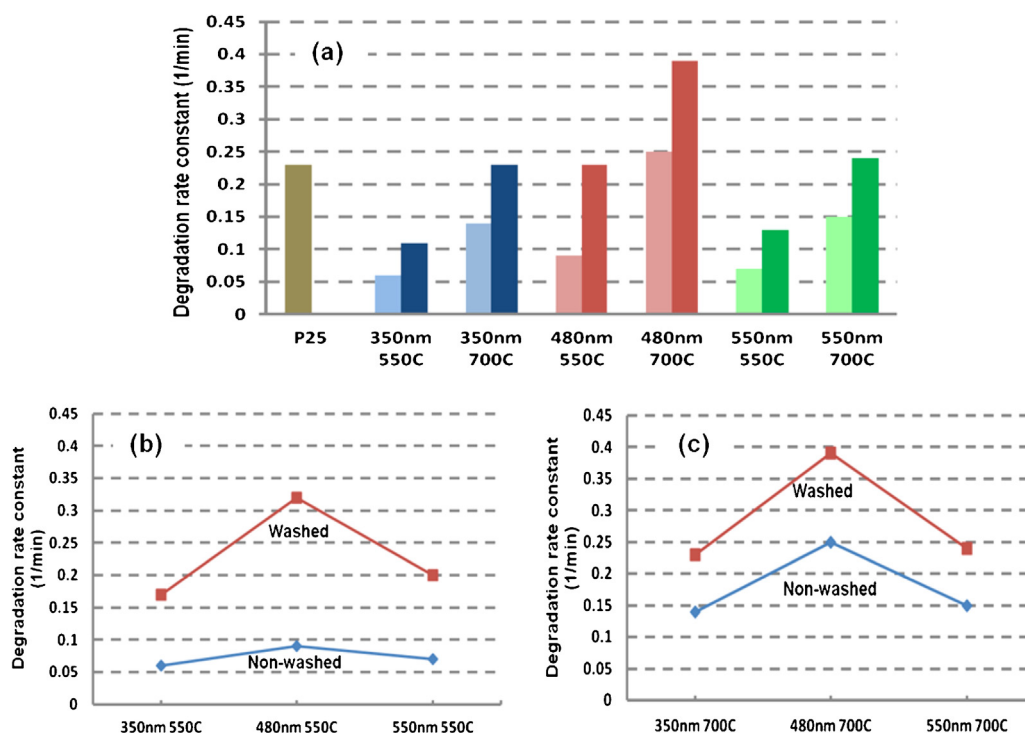 (a)
Degradation rate constant (1/min)
0.45
0.4
0.35
0.3
0.25
0.2
0.15
0.1
0.05
0
P25
350nm
550C
350nm
700C
480nm
550C
480nm
700C
550nm
550C
550nm
700C
(b)
Degradation rate constant
(1/min)
0.45
0.4
0.35
0.3
0.25
0.2
0.15
0.1
0.05
0
Washed
Non-washed
350nm 550C
480nm 550C
550nm 550C
(c)
Degradation rate constant
(1/min)
0.45
0.4
0.35
0.3
0.25
0.2
0.15
0.1
0.05
0
Washed
Non-washed
350nm 700C
480nm 700C
550nm 700C